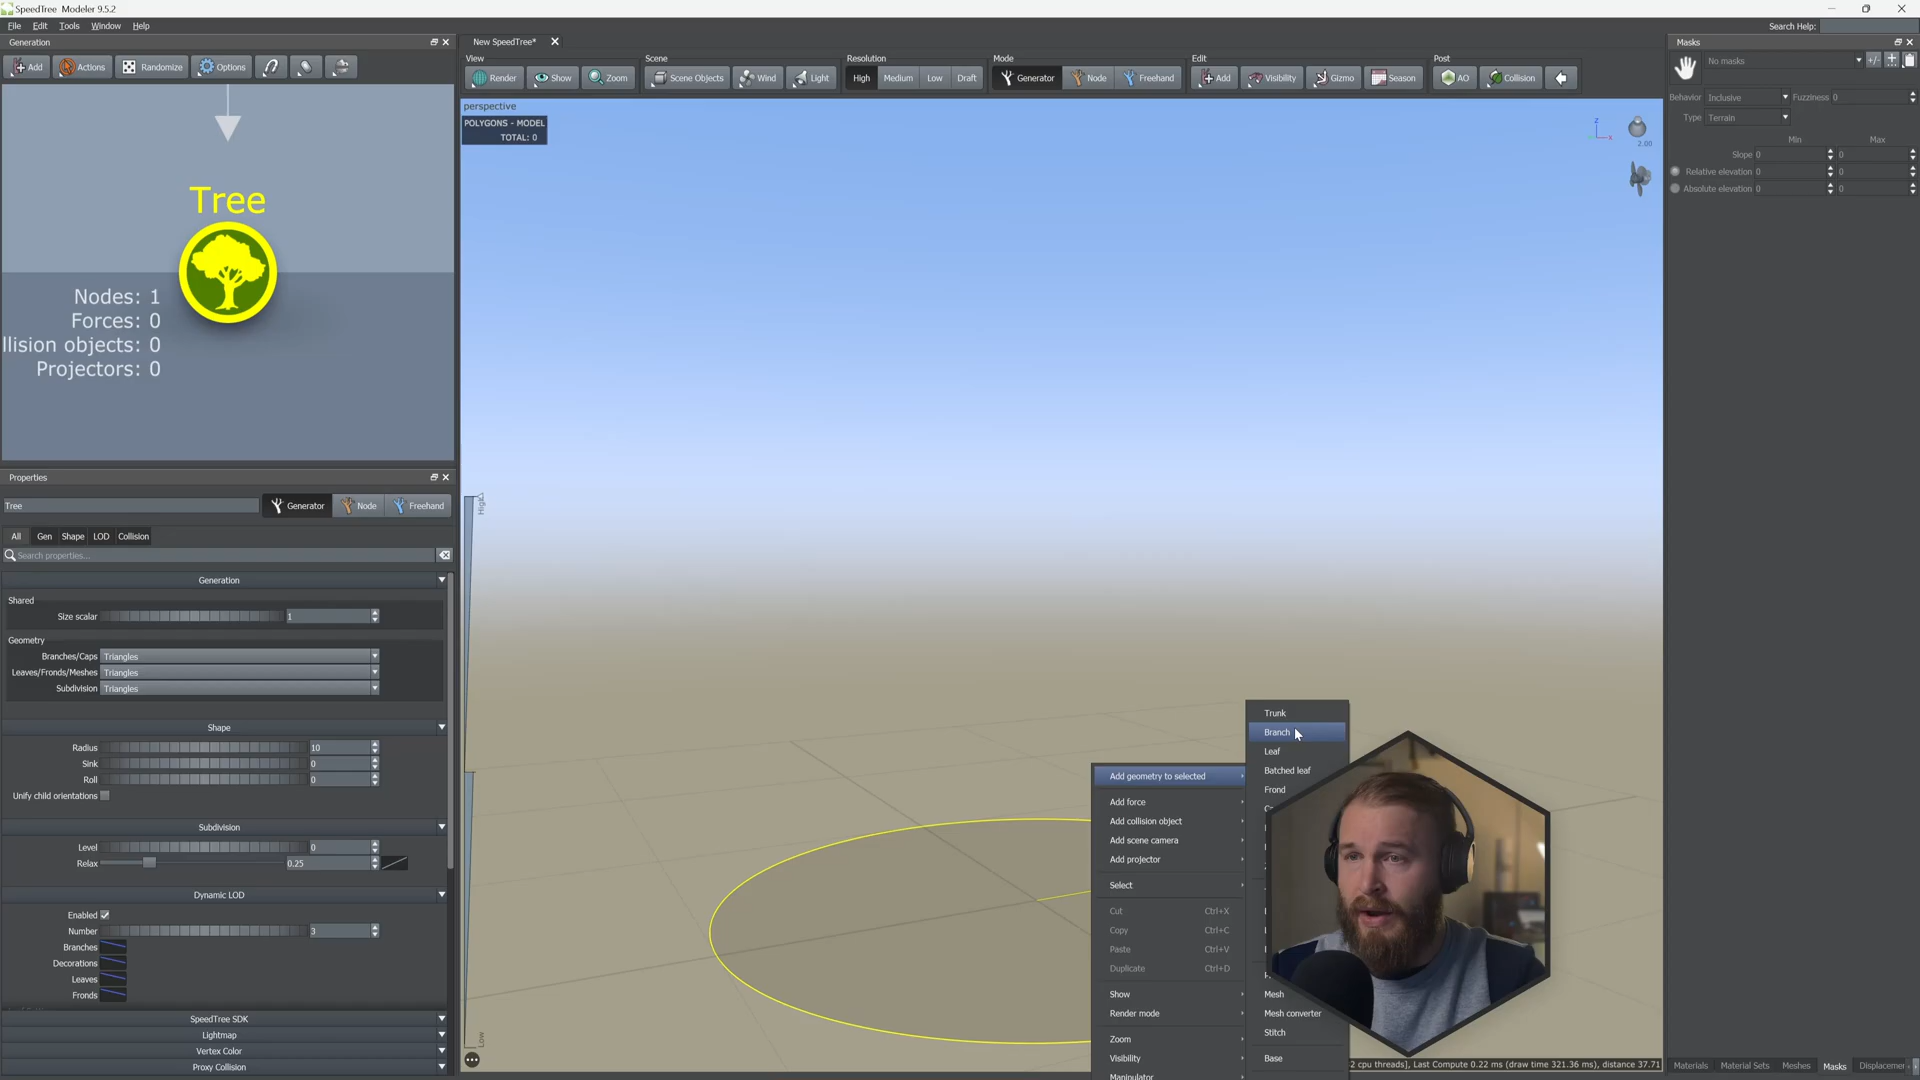 SpeedTree Modeler 9.5.2
File Edit Tools Window Help
Search Help:
Generation
New SpeedTree*
Masks
Add Actions Randomize Options
View Scene Resolution Mode Edit Post
Render Show Zoom Scene Objects Wind Light High Medium Low Draft Generator Node Freehand Add Visibility Gizmo Season AO Collision
No masks
+/-
Behavior Inclusive Fuzziness 0
Type Terrain
Min Max
Slope 0 0
Relative elevation 0 0
Absolute elevation 0 0
perspective
POLYGONS - MODEL
TOTAL: 0
Z
X
2.00
Tree
Nodes: 1
Forces: 0
llision objects: 0
Projectors: 0
Properties
Tree Generator Node Freehand
All Gen Shape LOD Collision
Search properties...
Generation
Shared
Size scalar 1
Geometry
Branches/Caps Triangles
Leaves/Fronds/Meshes Triangles
Subdivision Triangles
Shape
Radius 10
Sink 0
Roll 0
Unify child orientations
Subdivision
Level 0
Relax 0.25
Dynamic LOD
Enabled
Number 3
Branches
Decorations
Leaves
Fronds
SpeedTree SDK
Lightmap
Vertex Color
Proxy Collision
High
Low
Add geometry to selected
Add force
Add collision object
Add scene camera
Add projector
Select
Cut Ctrl+X
Copy Ctrl+C
Paste Ctrl+V
Duplicate Ctrl+D
Show
Render mode
Zoom
Visibility
Manipulator
Trunk
Branch
Leaf
Batched leaf
Frond
Mesh
Mesh converter
Stitch
Base
2 cpu threads], Last Compute 0.22 ms (draw time 321.36 ms), distance 37.71
Materials Material Sets Meshes Masks Displacemer